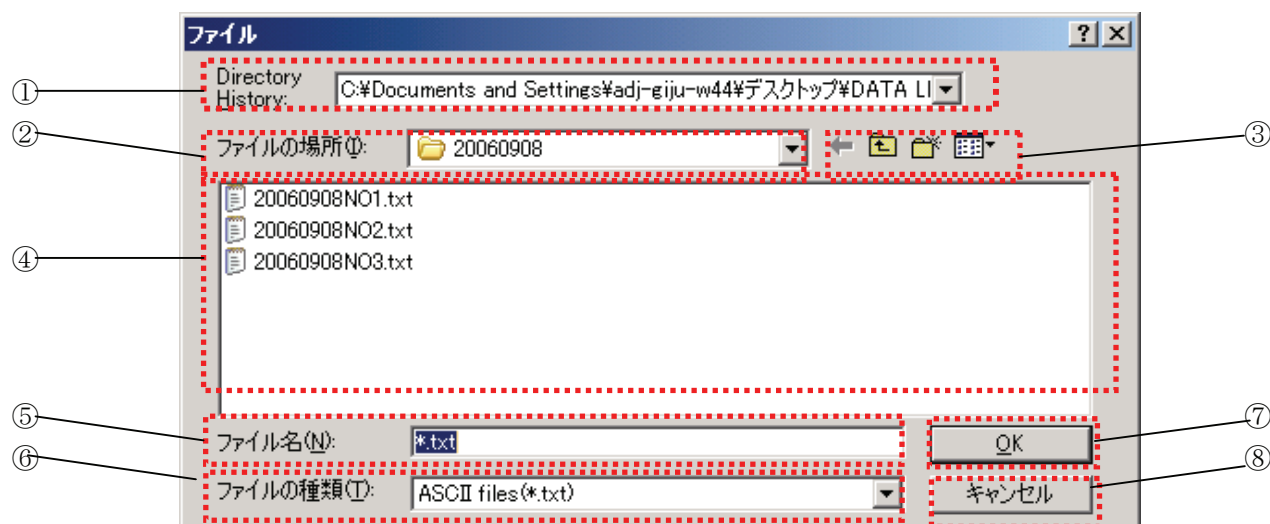 ファイル
① Directory History: C:¥Documents and Settings¥adj-giju-w44¥デスクトップ¥DATA LI
② ファイルの場所(I): 20060908 ③
20060908NO1.txt
20060908NO2.txt
④ 20060908NO3.txt
⑤ ファイル名(N): *.txt OK ⑦
⑥ ファイルの種類(T): ASCII files(*.txt) キャンセル ⑧